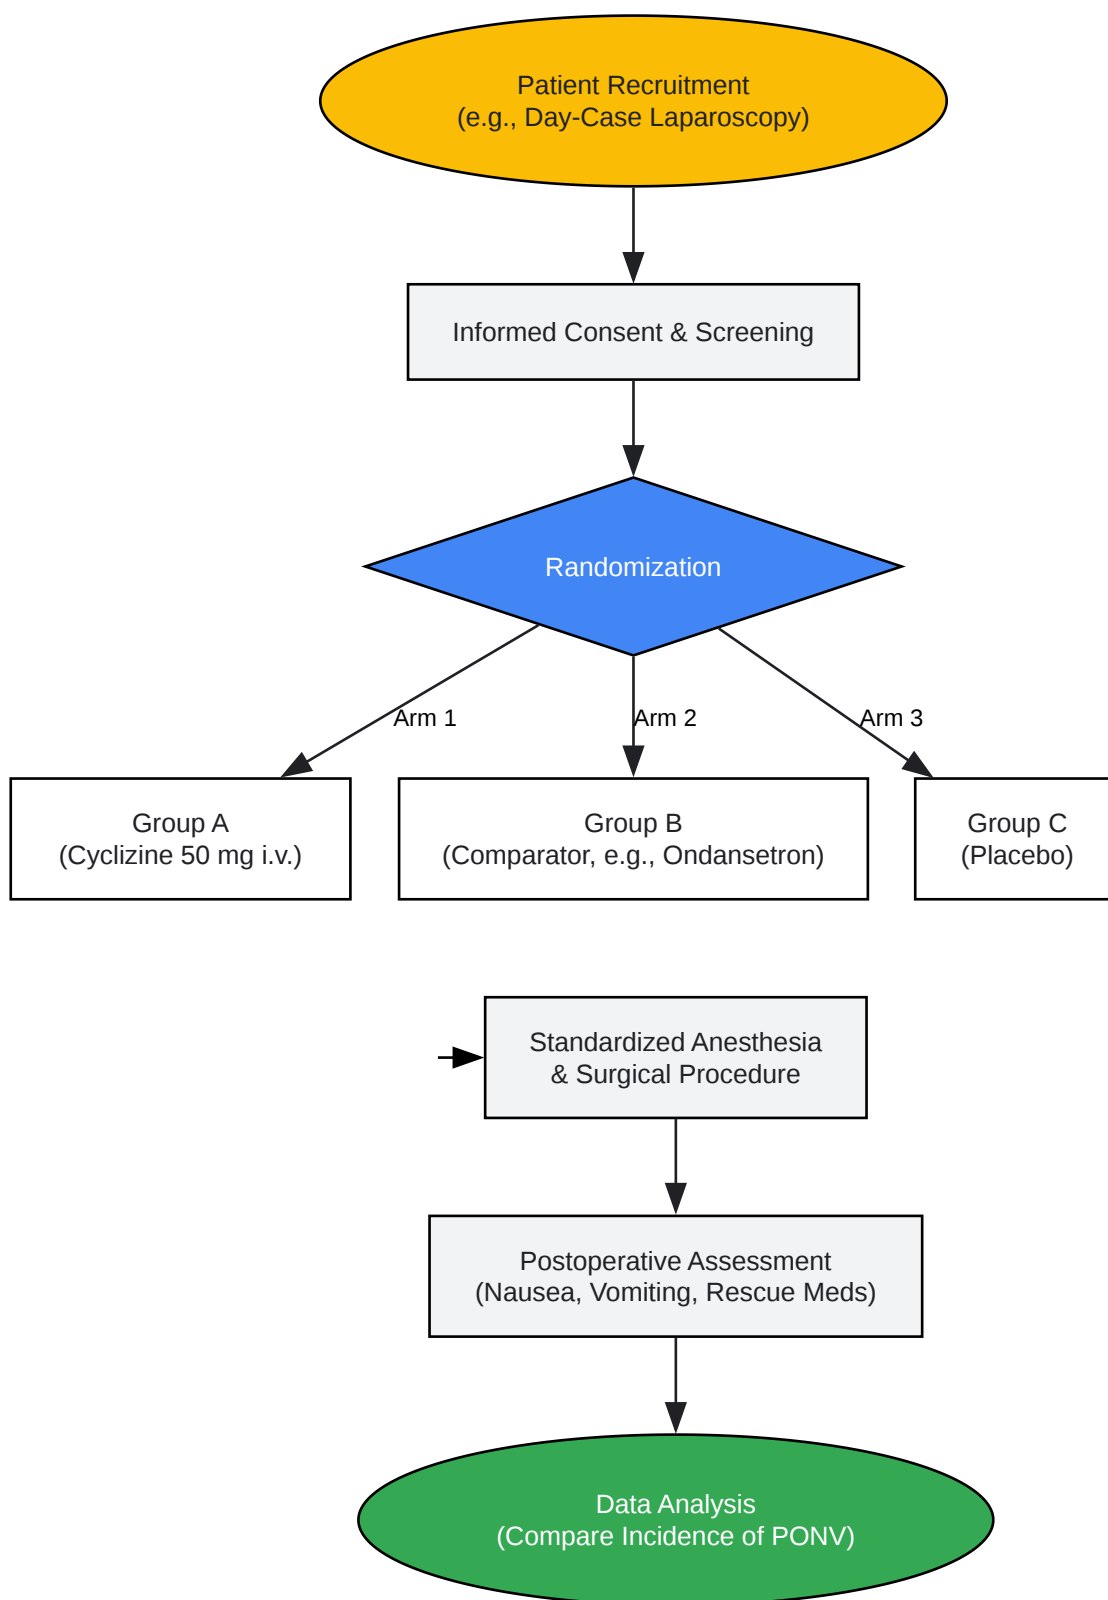 Patient Recruitment
(e.g., Day-Case Laparoscopy)
Informed Consent & Screening
Randomization
Arm 1
Arm 2
Arm 3
Group A
(Cyclizine 50 mg i.v.)
Group B
(Comparator, e.g., Ondansetron)
Group C
(Placebo)
Standardized Anesthesia
& Surgical Procedure
Postoperative Assessment
(Nausea, Vomiting, Rescue Meds)
Data Analysis
(Compare Incidence of PONV)